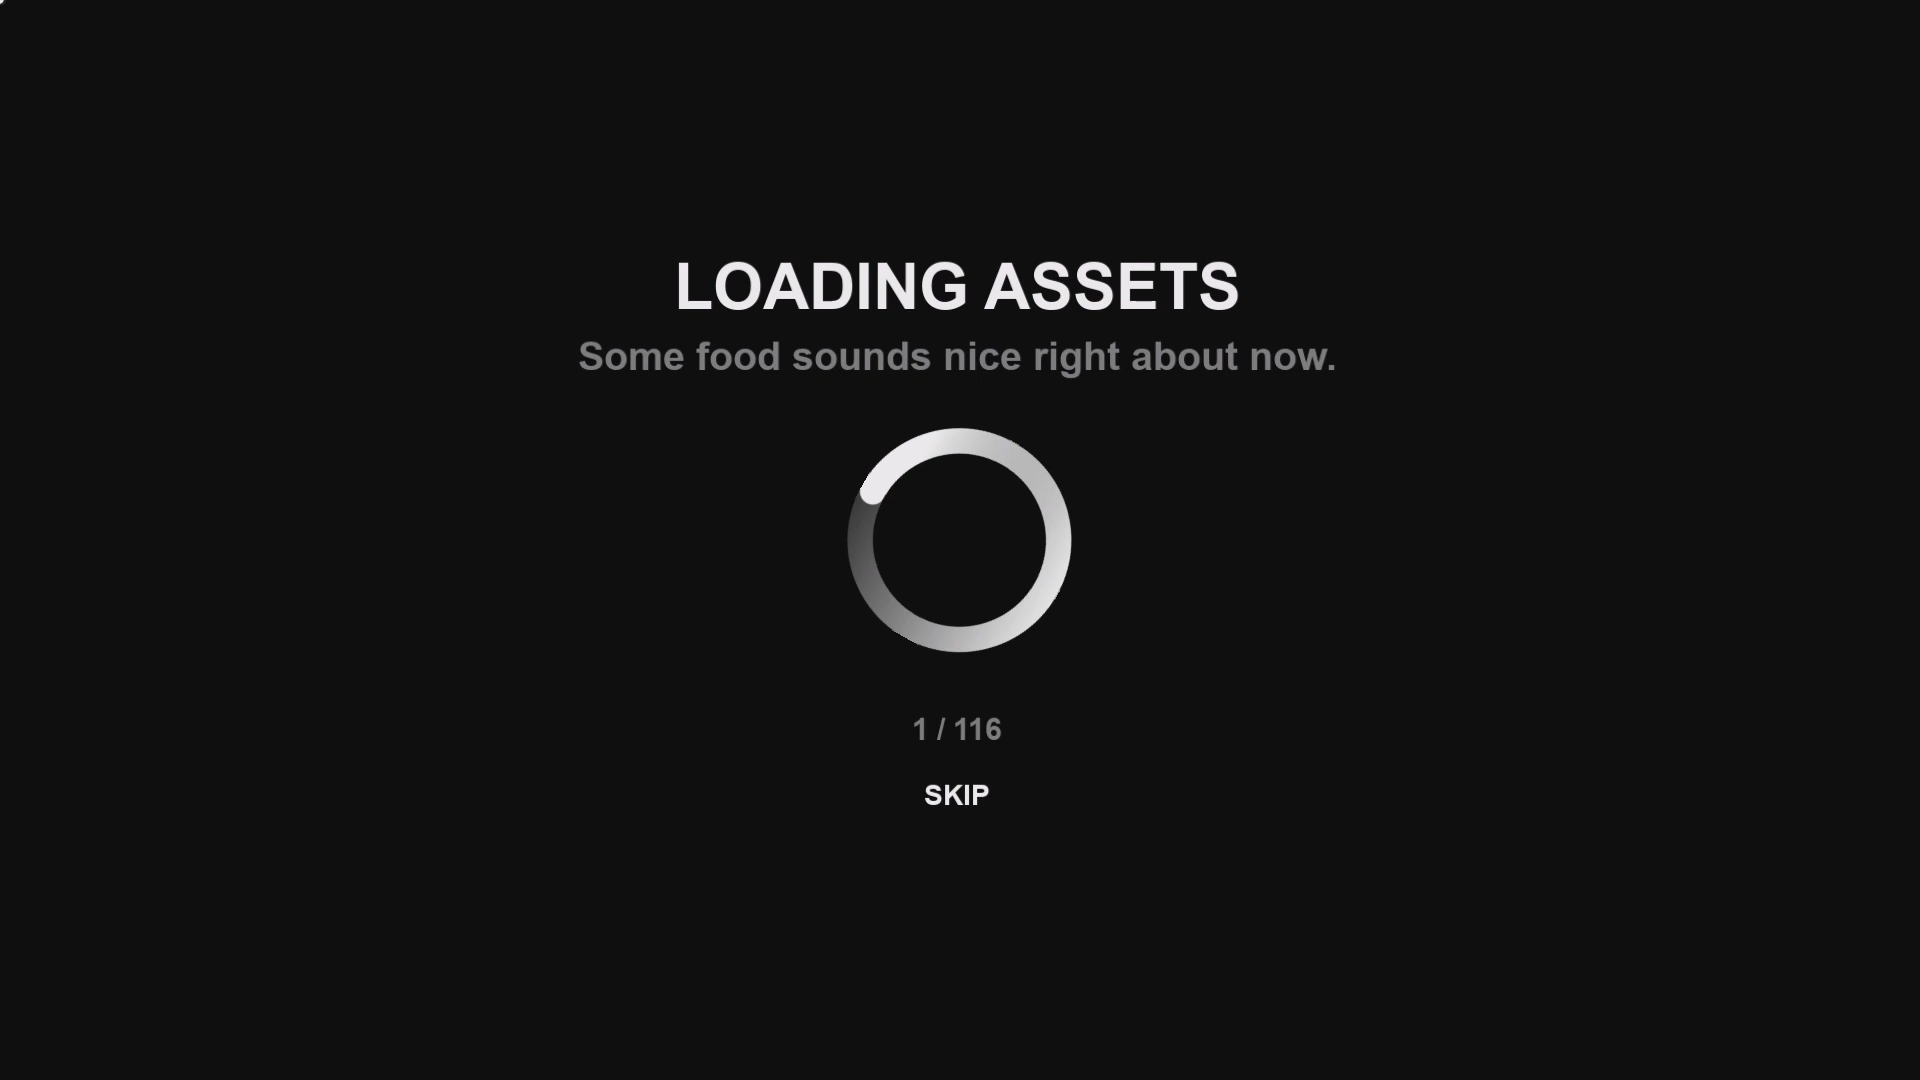 LOADING ASSETS
Some food sounds nice right about now.
1 / 116
SKIP